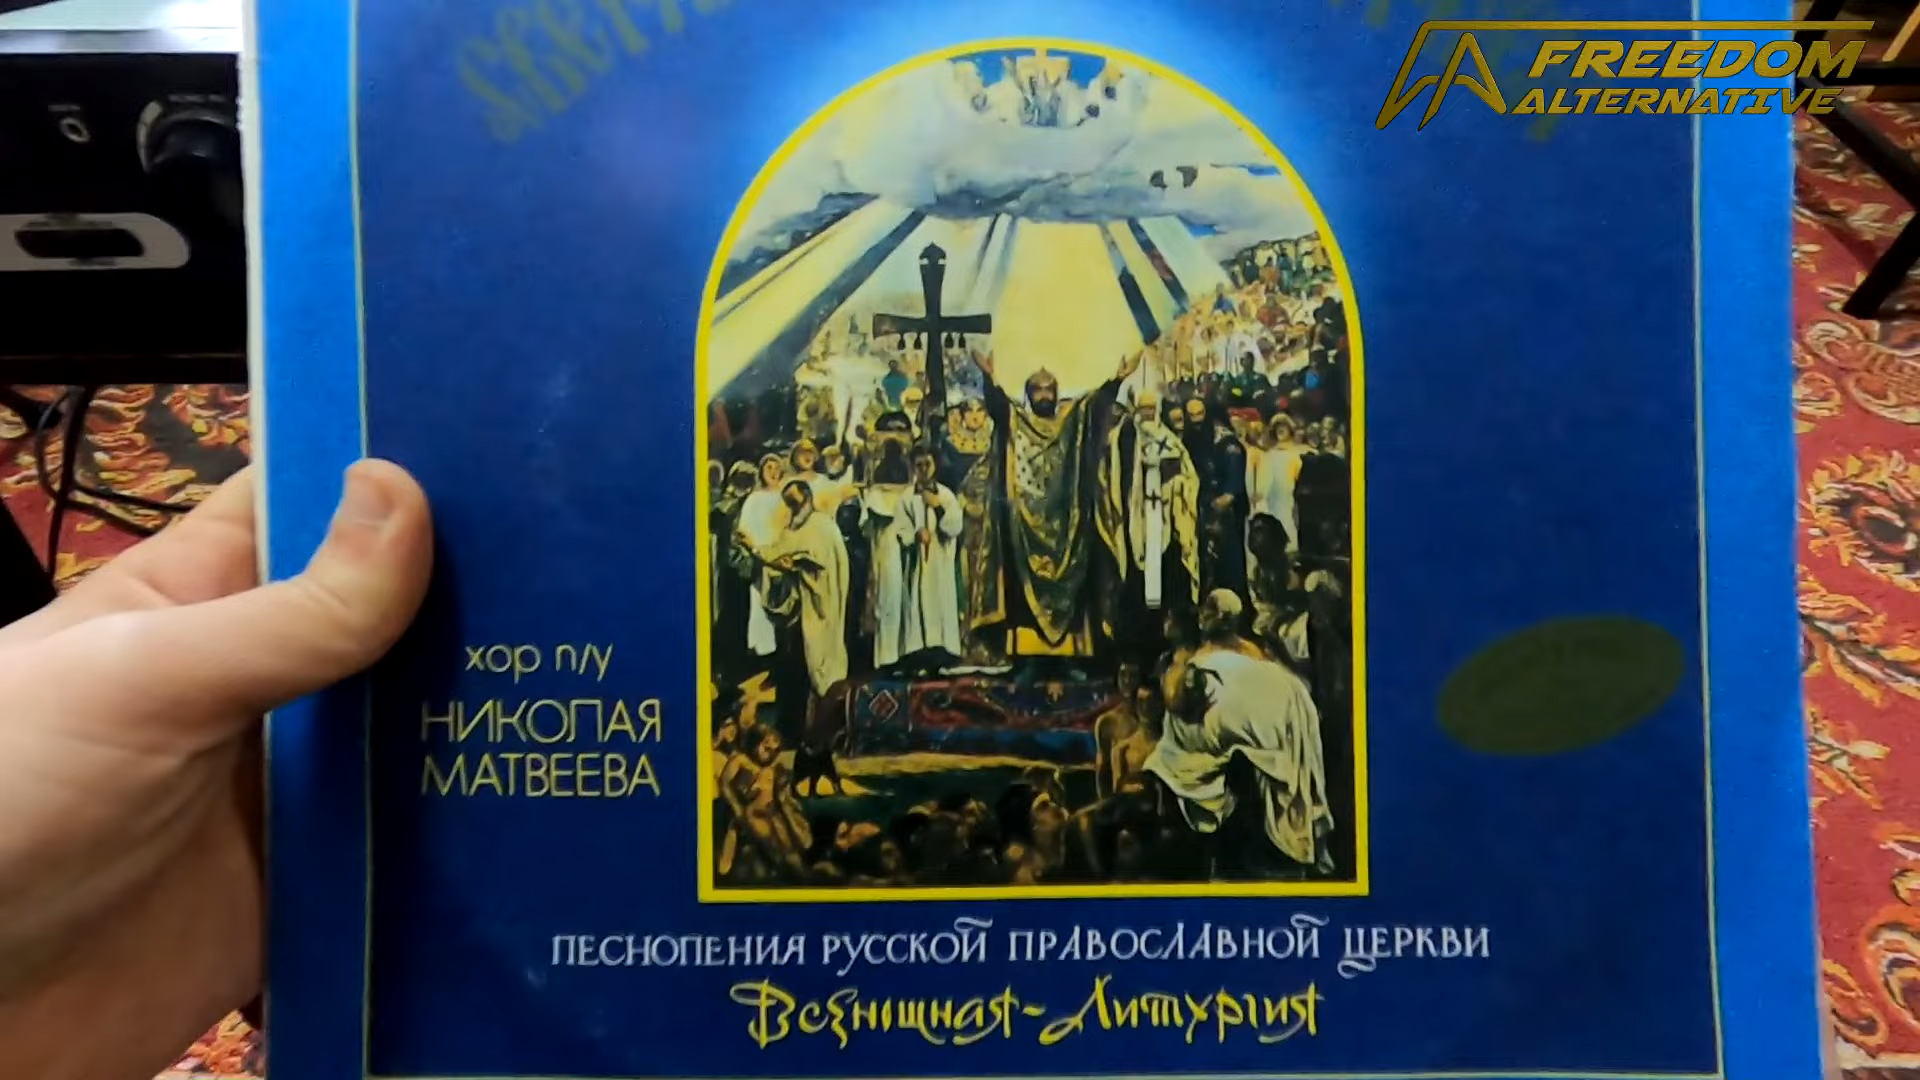 FREEDOM
ALTERNATIVE
хор п/у
НИКОЛАЯ
МАТВЕЕВА
ПЕСНОПЕНИЯ РУССКОЙ ПРАВОСЛАВНОЙ ЦЕРКВИ
Всенощная-Литургия